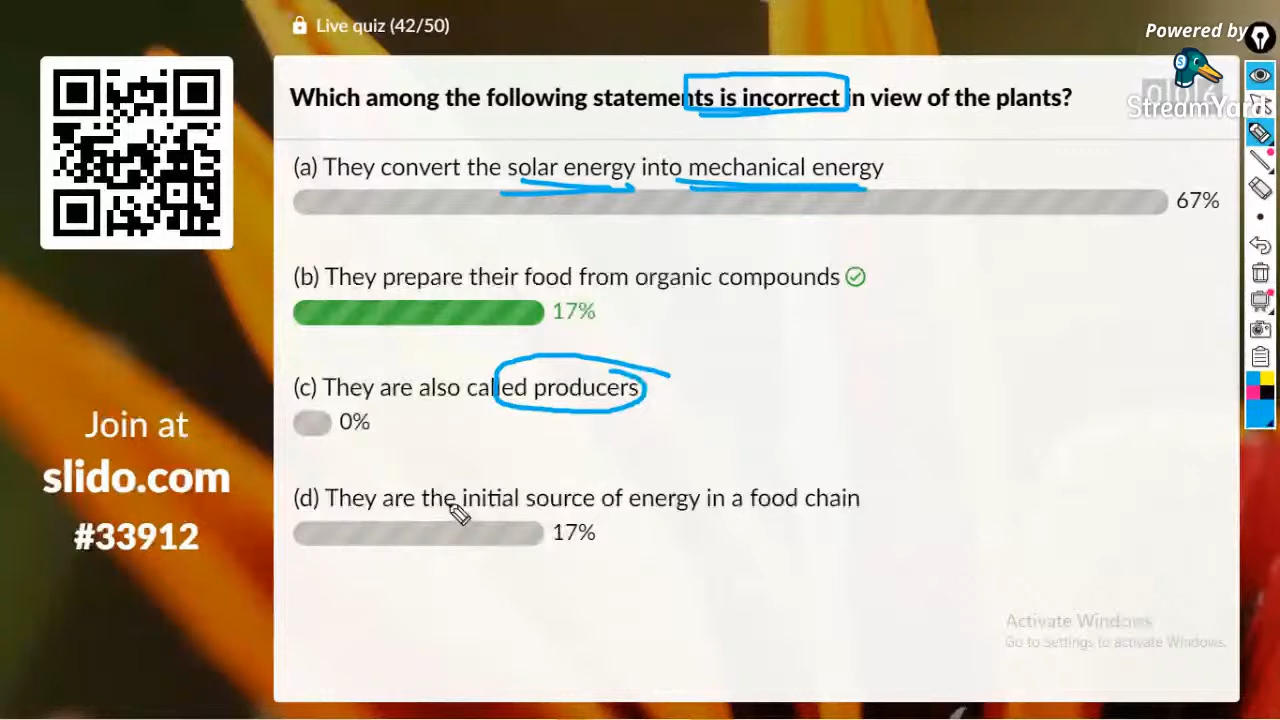 Live quiz (42/50)
Powered by
StreamYard
Which among the following statements is incorrect in view of the plants?
(a) They convert the solar energy into mechanical energy
67%
(b) They prepare their food from organic compounds
17%
(c) They are also called producers
0%
(d) They are the initial source of energy in a food chain
17%
Join at
slido.com
#33912
Activate Windows
Go to Settings to activate Windows.